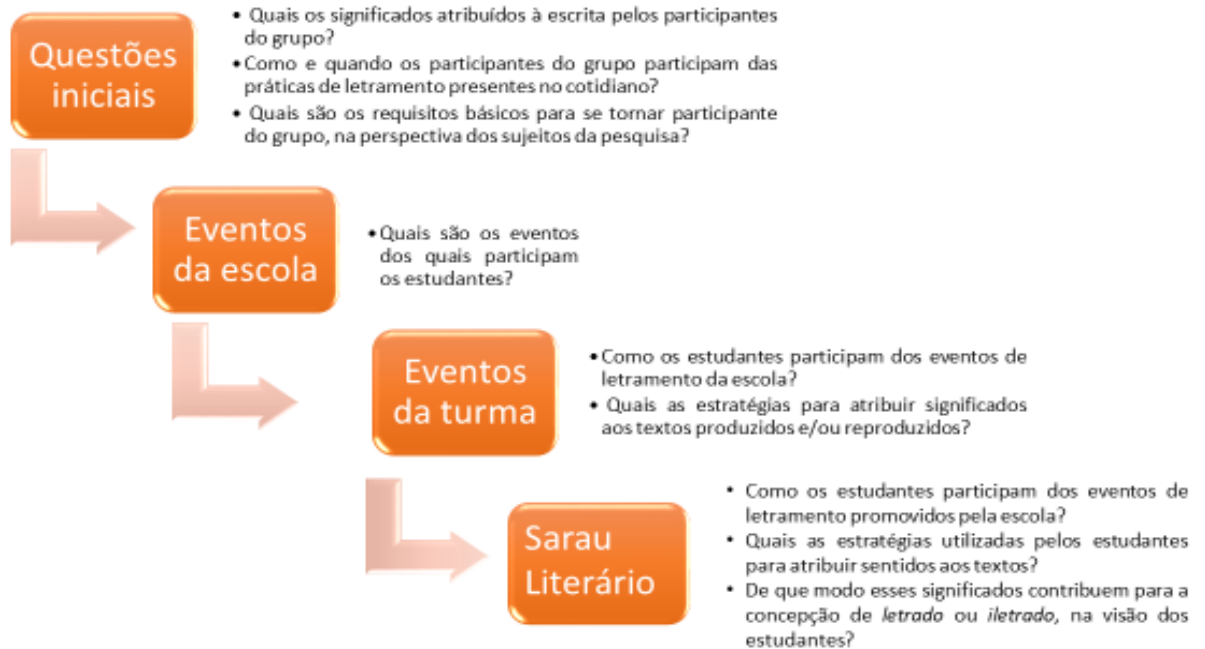 Questões
iniciais
• Quais os significados atribuídos à escrita pelos participantes
do grupo?
• Como e quando os participantes do grupo participam das
práticas de letramento presentes no cotidiano?
• Quais são os requisitos básicos para se tornar participante
do grupo, na perspectiva dos sujeitos da pesquisa?
Eventos
da escola
• Quais são os eventos
dos quais participam
os estudantes?
Eventos
da turma
• Como os estudantes participam dos eventos de
letramento da escola?
• Quais as estratégias para atribuir significados
aos textos produzidos e/ou reproduzidos?
Sarau
Literário
• Como os estudantes participam dos eventos de
letramento promovidos pela escola?
• Quais as estratégias utilizadas pelos estudantes
para atribuir sentidos aos textos?
• De que modo esses significados contribuem para a
concepção de letrado ou iletrado, na visão dos
estudantes?